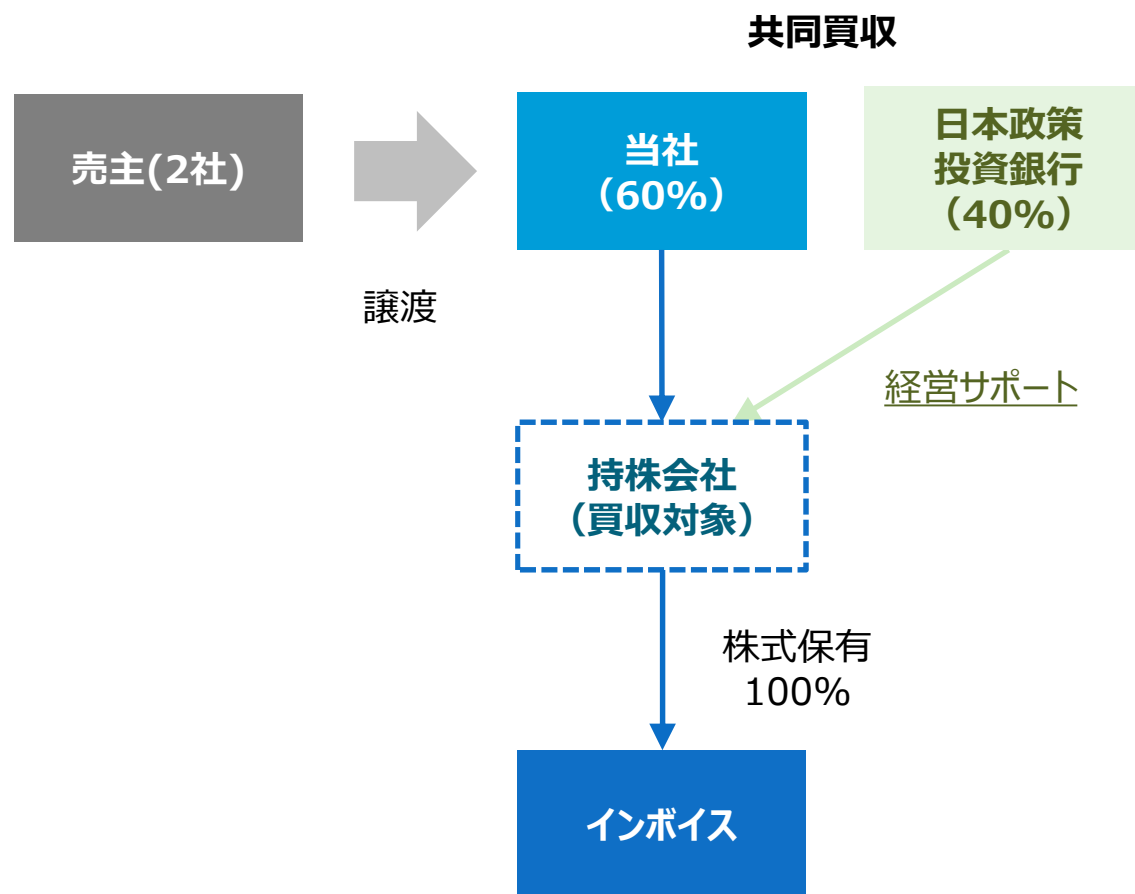 共同買収
売主(2社)
当社
（60%）
日本政策
投資銀行
（40%）
譲渡
経営サポート
持株会社
（買収対象）
株式保有
100%
インボイス